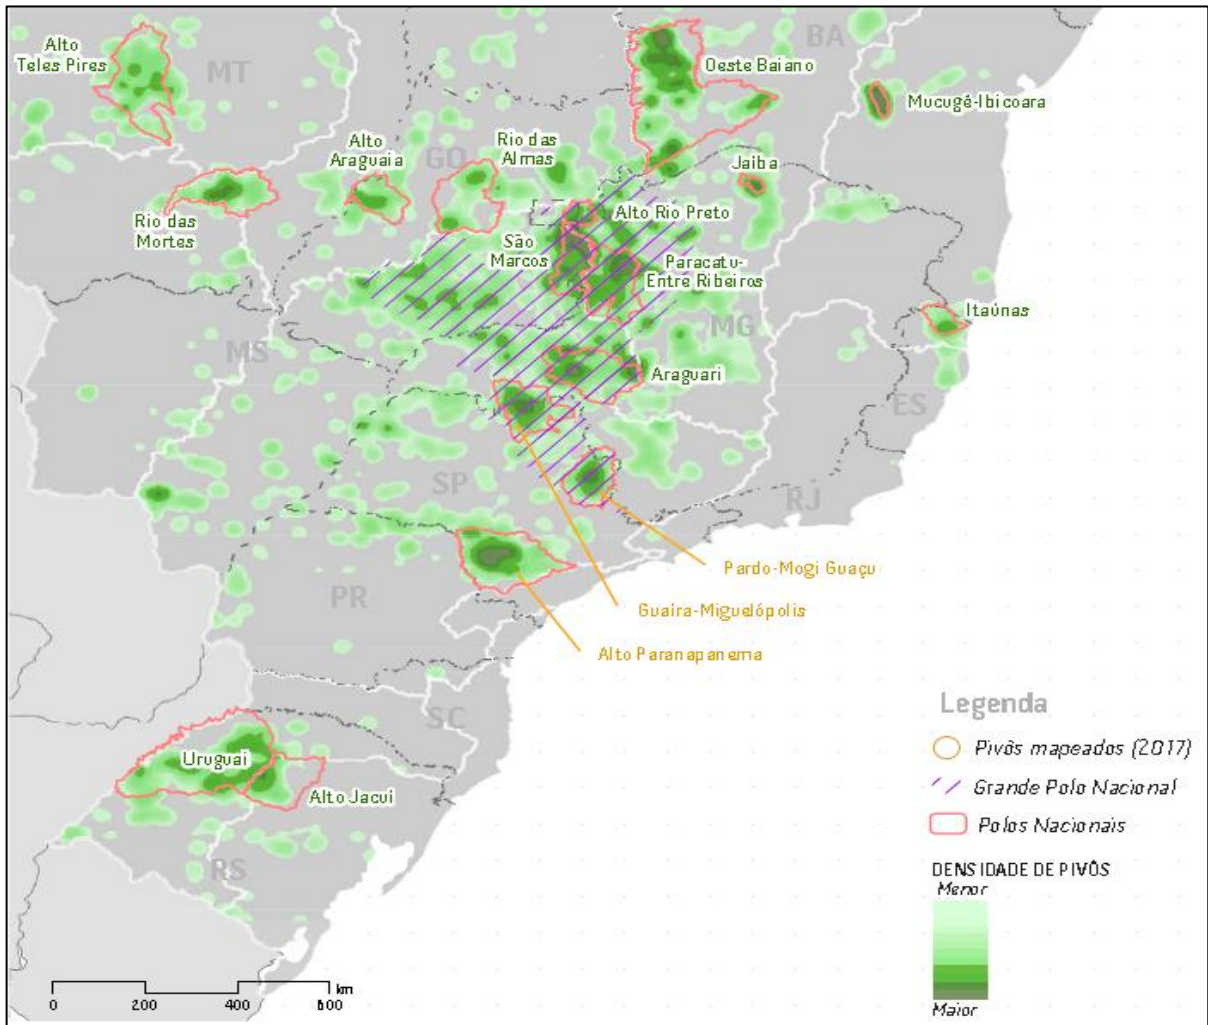 Alto
Teles Pires
MT
BA
Oeste Baiano
Mucugê-Ibicoara
Alto
Araguaia
GO
Rio das
Almas
Jaiba
Rio das
Mortes
Alto Rio Preto
São
Marcos
Paracatu-
Entre Ribeiros
Itaúnas
MS
MG
Araguari
ES
SP
RJ
Pardo-Mogi Guaçu
PR
Guaira-Miguelópolis
Alto Paranapanema
SC
Uruguai
Alto Jacuí
RS
Legenda
Pivôs mapeados (2017)
Grande Polo Nacional
Polos Nacionais
DENSIDADE DE PIVÔS
Menor
Maior
km
0 200 400 600